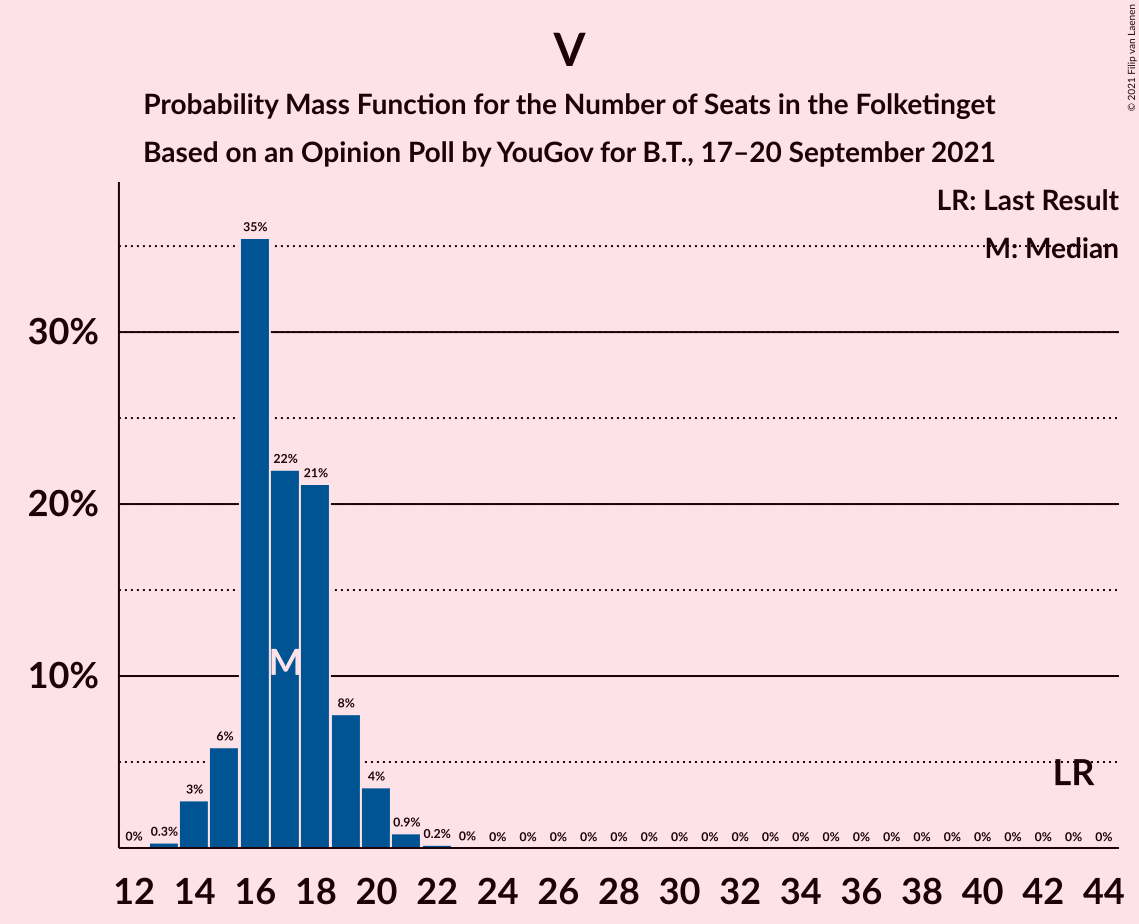 V
Probability Mass Function for the Number of Seats in the Folketinget
Based on an Opinion Poll by YouGov for B.T., 17–20 September 2021
© 2021 Filip van Laenen
LR: Last Result
M: Median
30%
20%
10%
0% 0.3% 3% 6% 35% 22% 21% 8% 4% 0.9% 0.2% 0% 0% 0% 0% 0% 0% 0% 0% 0% 0% 0% 0% 0% 0% 0% 0% 0% 0% 0% 0% 0% 0%
M
LR
12 14 16 18 20 22 24 26 28 30 32 34 36 38 40 42 44